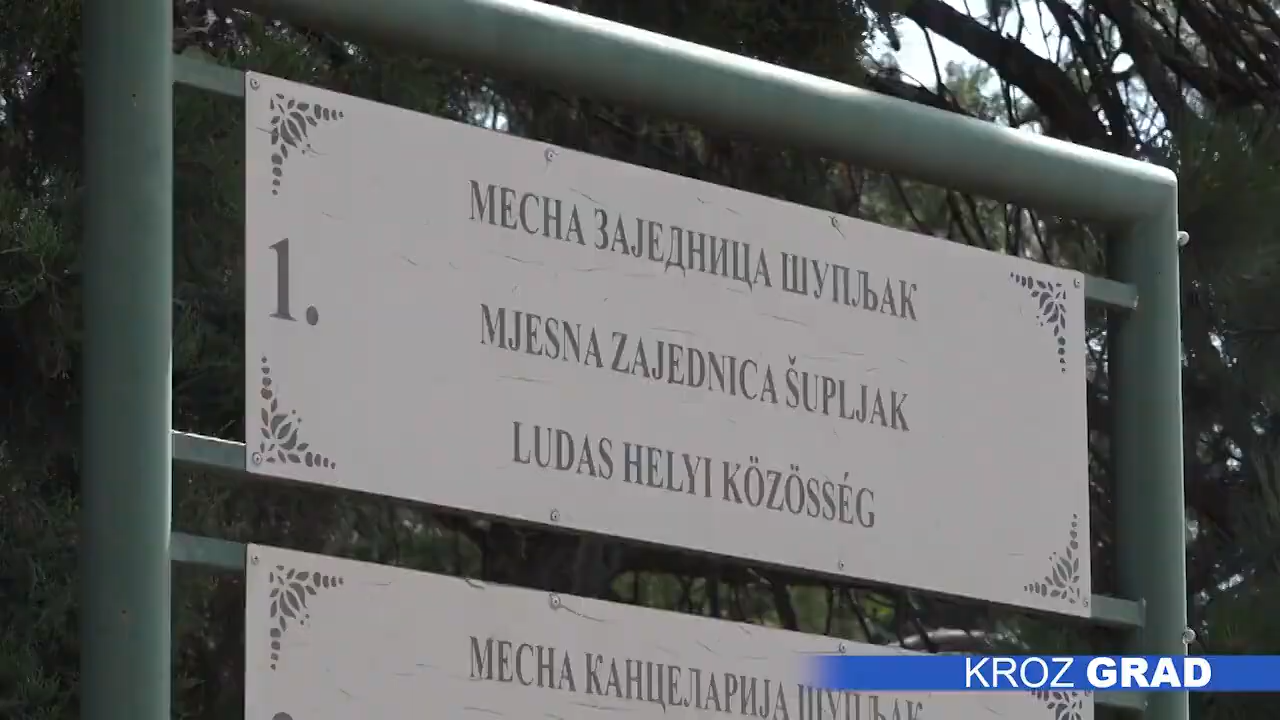 1.
МЕСНА ЗАЈЕДНИЦА ШУПЉАК
MJESNA ZAJEDNICA ŠUPLJAK
LUDAS HELYI KÖZÖSSÉG
МЕСНА КАНЦЕЛАРИЈА ШУПЉАК
KROZ GRAD